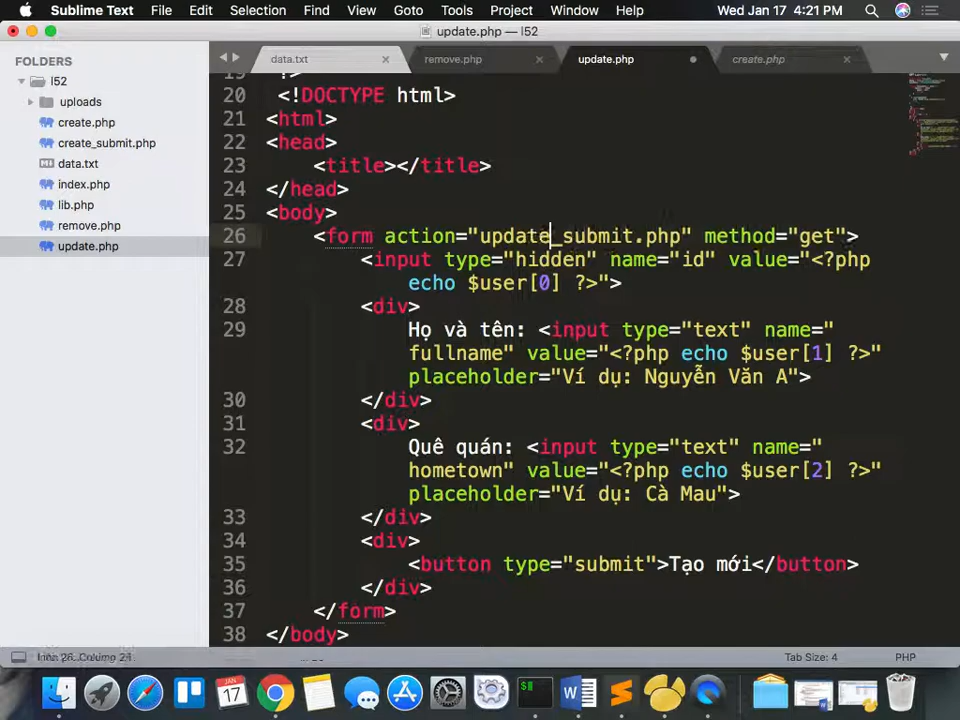 Sublime Text File Edit Selection Find View Goto Tools Project Window Help Wed Jan 17 4:21 PM
update.php — l52
FOLDERS
l52
uploads
create.php
create_submit.php
data.txt
index.php
lib.php
remove.php
update.php
data.txt remove.php update.php create.php
20 <!DOCTYPE html>
21 <html>
22 <head>
23 <title></title>
24 </head>
25 <body>
26 <form action="update_submit.php" method="get">
27 <input type="hidden" name="id" value="<?php
echo $user[0] ?>">
28 <div>
29 Họ và tên: <input type="text" name="
fullname" value="<?php echo $user[1] ?>"
placeholder="Ví dụ: Nguyễn Văn A">
30 </div>
31 <div>
32 Quê quán: <input type="text" name="
hometown" value="<?php echo $user[2] ?>"
placeholder="Ví dụ: Cà Mau">
33 </div>
34 <div>
35 <button type="submit">Tạo mới</button>
36 </div>
37 </form>
38 </body>
Tab Size: 4 PHP
JAN
17